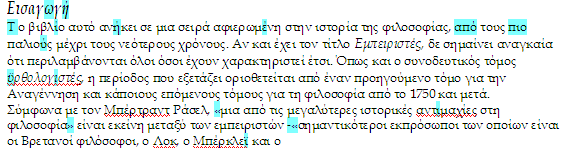 Εισαγωγή
Το βιβλίο αυτό ανήκει σε μια σειρά αφιερωμένη στην ιστορία της φιλοσοφίας, από τους πιο
παλιούς μέχρι τους νεότερους χρόνους. Αν και έχει τον τίτλο Εμπειριστές, δε σημαίνει αναγκαία
ότι περιλαμβάνονται όλοι όσοι έχουν χαρακτηριστεί έτσι. Όπως και ο συνοδευτικός τόμος
ορθολογιστές, η περίοδος που εξετάζει οριοθετείται από έναν προηγούμενο τόμο για την
Αναγέννηση και κάποιους επόμενους τόμους για τη φιλοσοφία από το 1750 και μετά.
Σύμφωνα με τον Μπέρτραντ Ράσελ, «μια από τις μεγαλύτερες ιστορικές αντιμαχίες στη
φιλοσοφία» είναι εκείνη μεταξύ των εμπειριστών -«σημαντικότεροι εκπρόσωποι των οποίων είναι
οι Βρετανοί φιλόσοφοι, ο Λοκ, ο Μπέρκλεϊ και ο